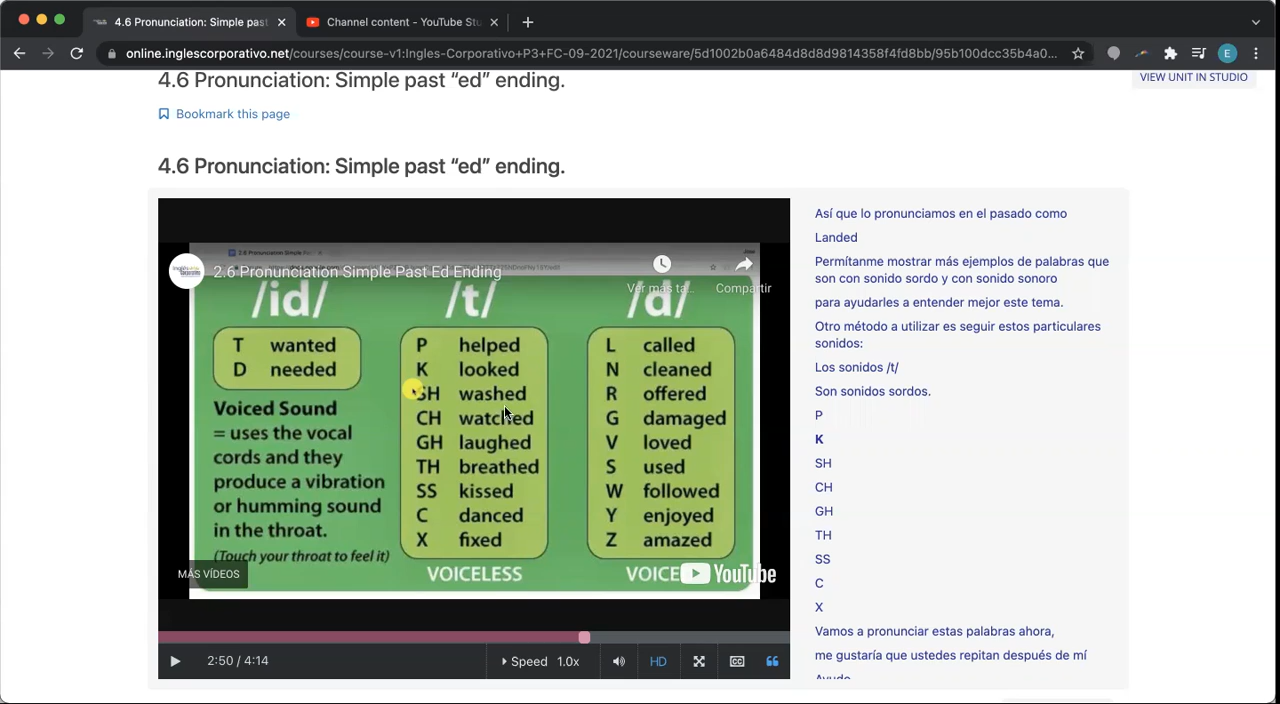 4.6 Pronunciation: Simple past
Channel content - YouTube Stu
online.inglescorporativo.net/courses/course-v1:Ingles-Corporativo+P3+FC-09-2021/courseware/5d1002b0a6484d8d8d9814358f4fd8bb/95b100dcc35b4a0...
E
4.6 Pronunciation: Simple past “ed” ending.
VIEW UNIT IN STUDIO
Bookmark this page
4.6 Pronunciation: Simple past “ed” ending.
2.6 Pronunciation Simple Past Ed Ending
Ver más ta...
Compartir
/id/
T wanted
D needed
Voiced Sound
= uses the vocal
cords and they
produce a vibration
or humming sound
in the throat.
(Touch your throat to feel it)
MÁS VÍDEOS
/t/
P helped
K looked
SH washed
CH watched
GH laughed
TH breathed
SS kissed
C danced
X fixed
VOICELESS
/d/
L called
N cleaned
R offered
G damaged
V loved
S used
W followed
Y enjoyed
Z amazed
VOICE
YouTube
2:50 / 4:14
Speed 1.0x
HD
CC
Así que lo pronunciamos en el pasado como
Landed
Permítanme mostrar más ejemplos de palabras que
son con sonido sordo y con sonido sonoro
para ayudarles a entender mejor este tema.
Otro método a utilizar es seguir estos particulares
sonidos:
Los sonidos /t/
Son sonidos sordos.
P
K
SH
CH
GH
TH
SS
C
X
Vamos a pronunciar estas palabras ahora,
me gustaría que ustedes repitan después de mí
Ayudo